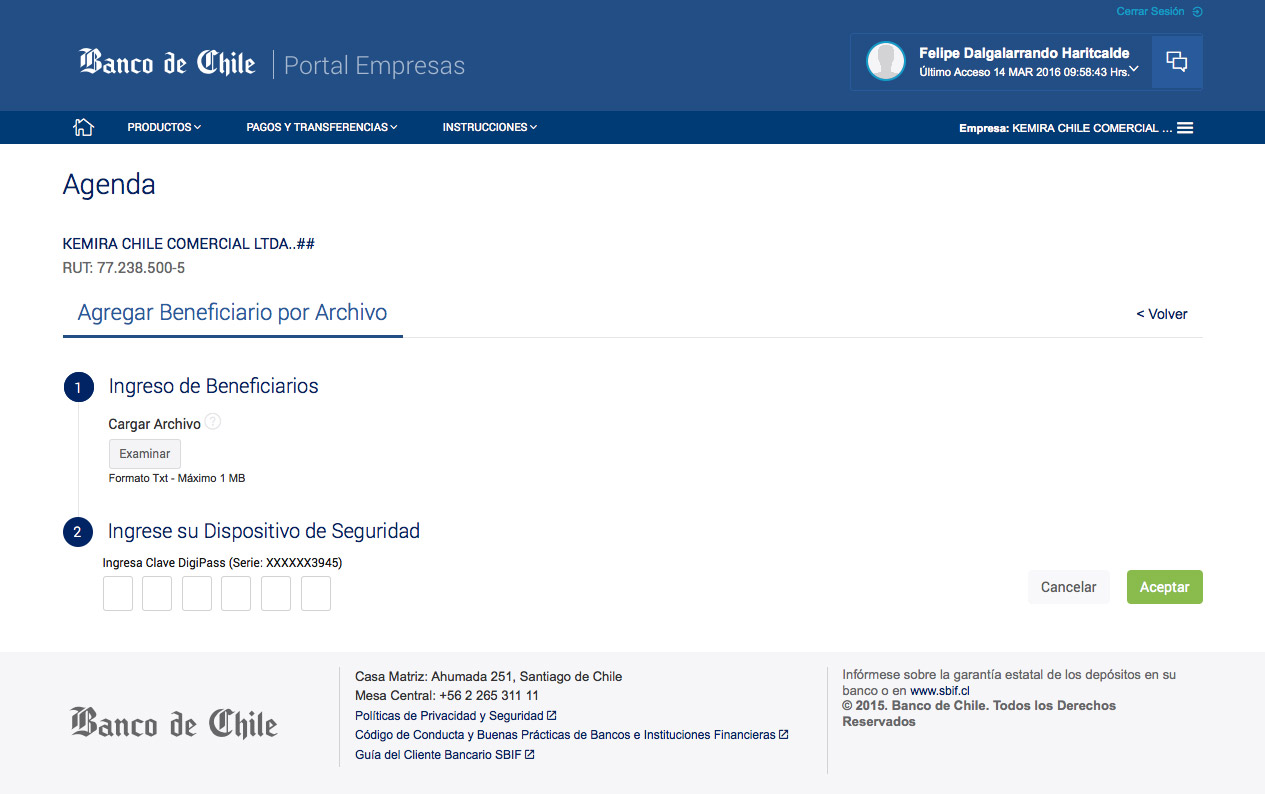 Cerrar Sesión
Banco de Chile | Portal Empresas
Felipe Dalgalarrando Haritcalde
Último Acceso 14 MAR 2016 09:58:43 Hrs.
PRODUCTOS PAGOS Y TRANSFERENCIAS INSTRUCCIONES Empresa: KEMIRA CHILE COMERCIAL ...
Agenda
KEMIRA CHILE COMERCIAL LTDA..##
RUT: 77.238.500-5
Agregar Beneficiario por Archivo
< Volver
1 Ingreso de Beneficiarios
Cargar Archivo ?
Examinar
Formato Txt - Máximo 1 MB
2 Ingrese su Dispositivo de Seguridad
Ingresa Clave DigiPass (Serie: XXXXXX3945)
Cancelar Aceptar
Banco de Chile
Casa Matriz: Ahumada 251, Santiago de Chile
Mesa Central: +56 2 265 311 11
Políticas de Privacidad y Seguridad
Código de Conducta y Buenas Prácticas de Bancos e Instituciones Financieras
Guía del Cliente Bancario SBIF
Infórmese sobre la garantía estatal de los depósitos en su
banco o en www.sbif.cl
© 2015. Banco de Chile. Todos los Derechos
Reservados